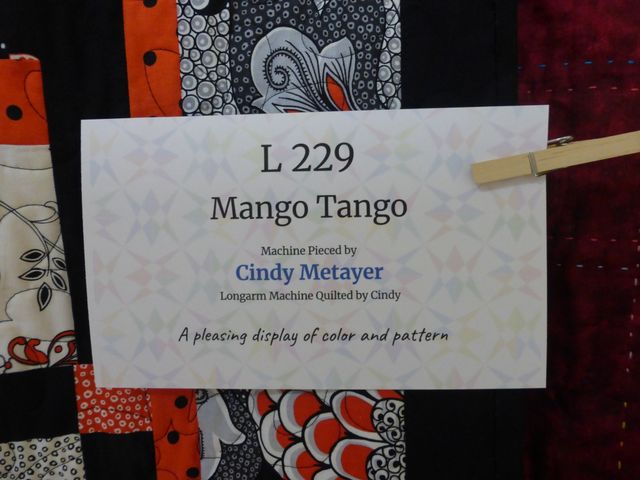 L 229
Mango Tango
Machine Pieced by
Cindy Metayer
Longarm Machine Quilted by Cindy
A pleasing display of color and pattern